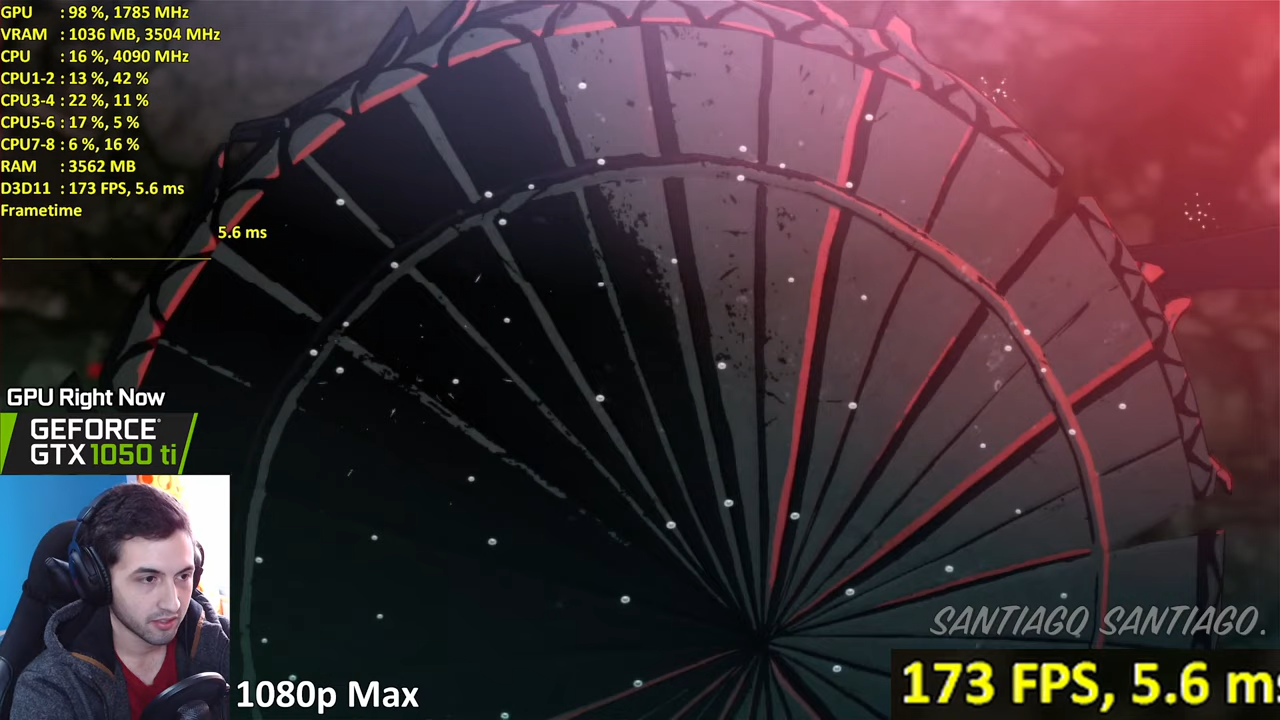 GPU : 98 %, 1785 MHz
VRAM : 1036 MB, 3504 MHz
CPU : 16 %, 4090 MHz
CPU1-2 : 13 %, 42 %
CPU3-4 : 22 %, 11 %
CPU5-6 : 17 %, 5 %
CPU7-8 : 6 %, 16 %
RAM : 3562 MB
D3D11 : 173 FPS, 5.6 ms
Frametime
5.6 ms
GPU Right Now
GEFORCE®
GTX 1050 ti
1080p Max
SANTIAGO SANTIAGO.
173 FPS, 5.6 ms